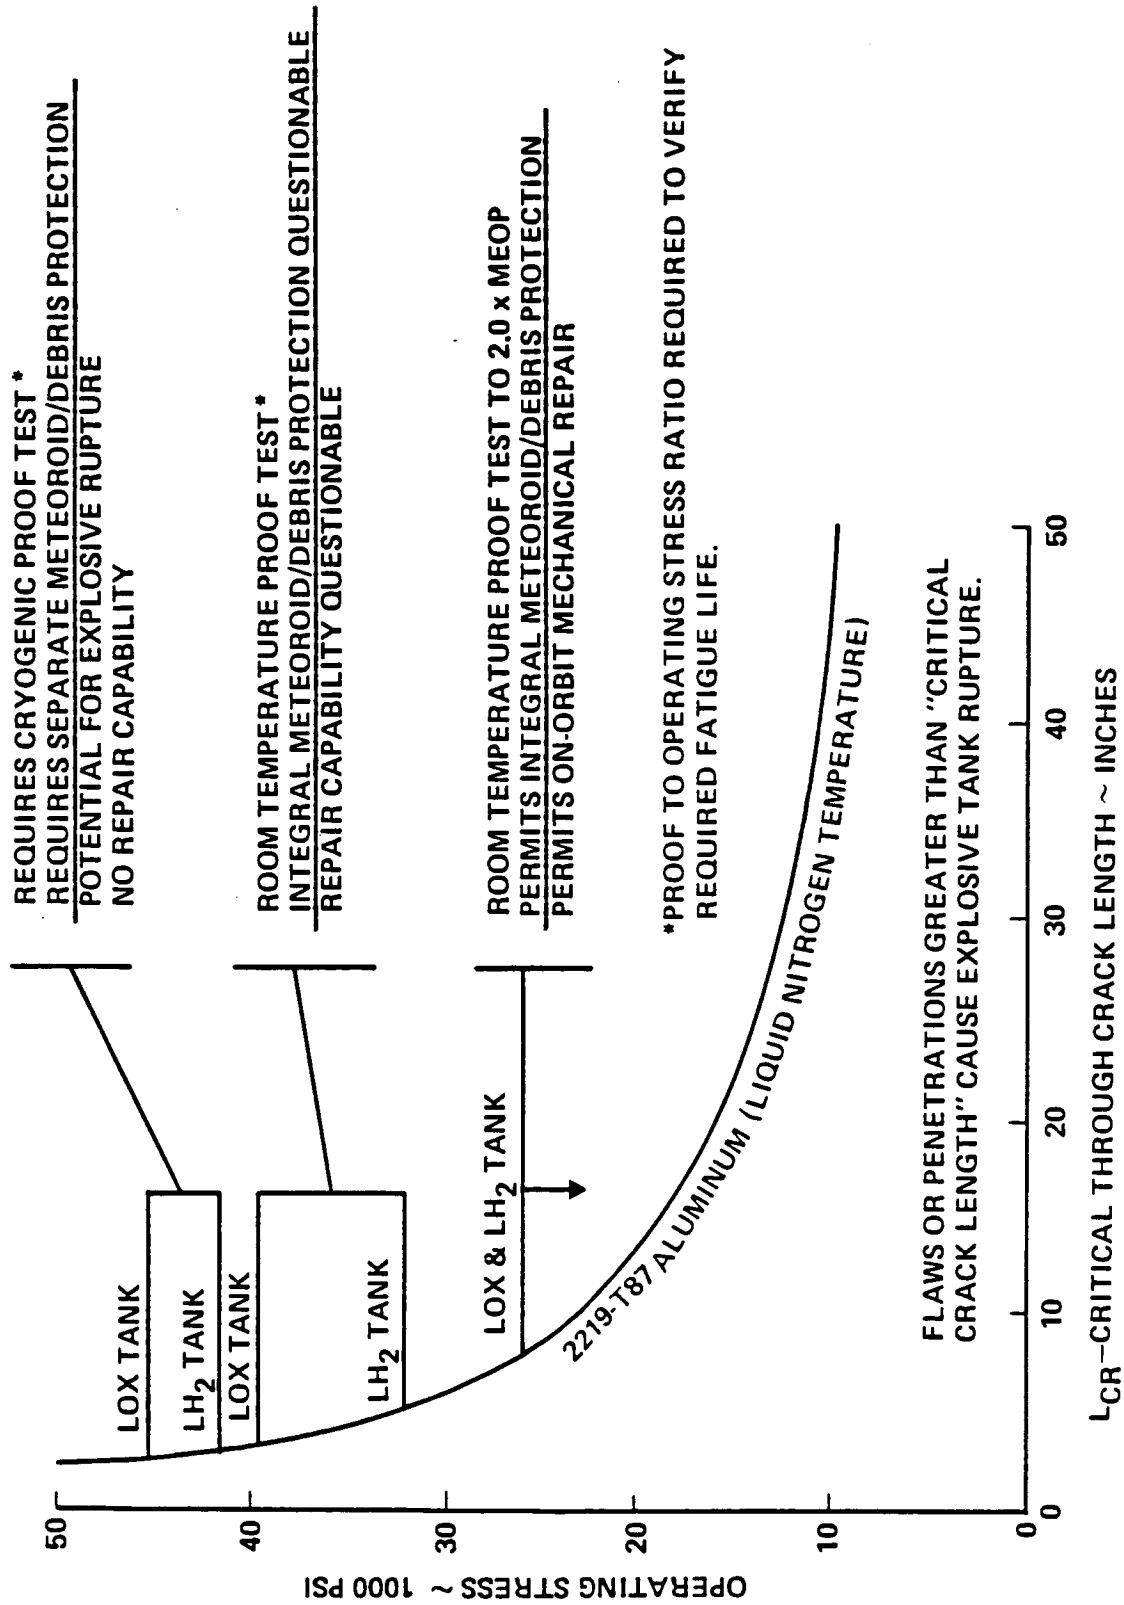 REQUIRES CRYOGENIC PROOF TEST*
REQUIRES SEPARATE METEOROID/DEBRIS PROTECTION
POTENTIAL FOR EXPLOSIVE RUPTURE
NO REPAIR CAPABILITY
ROOM TEMPERATURE PROOF TEST*
INTEGRAL METEOROID/DEBRIS PROTECTION QUESTIONABLE
REPAIR CAPABILITY QUESTIONABLE
ROOM TEMPERATURE PROOF TEST TO 2.0 x MEOP
PERMITS INTEGRAL METEOROID/DEBRIS PROTECTION
PERMITS ON-ORBIT MECHANICAL REPAIR
*PROOF TO OPERATING STRESS RATIO REQUIRED TO VERIFY
REQUIRED FATIGUE LIFE.
LOX TANK
LH2 TANK
LOX TANK
LH2 TANK
LOX & LH2 TANK
2219-T87 ALUMINUM (LIQUID NITROGEN TEMPERATURE)
FLAWS OR PENETRATIONS GREATER THAN "CRITICAL
CRACK LENGTH" CAUSE EXPLOSIVE TANK RUPTURE.
OPERATING STRESS ~ 1000 PSI
50
40
30
20
10
0
0
10
20
30
40
50
LCR–CRITICAL THROUGH CRACK LENGTH ~ INCHES